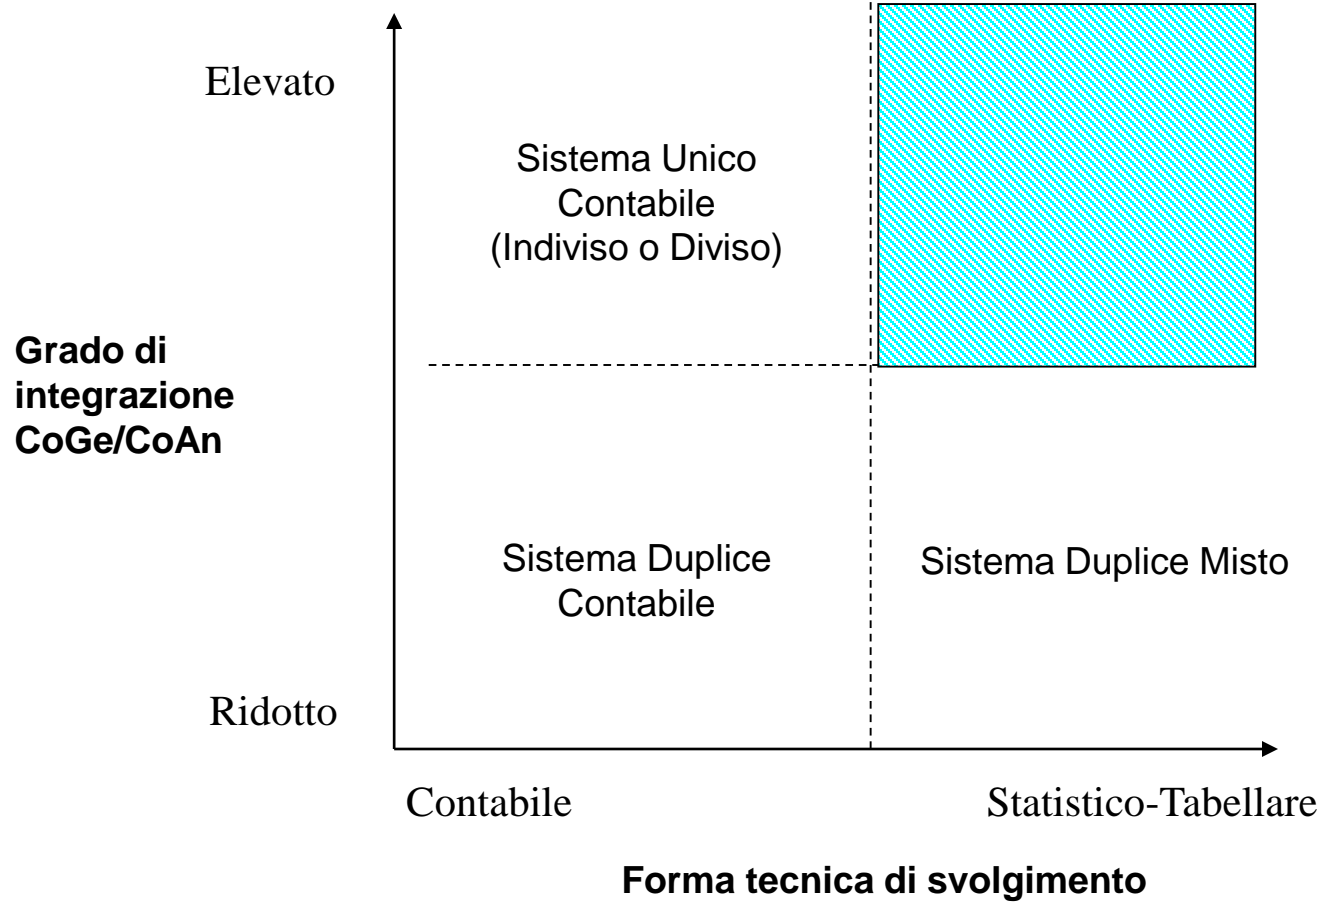 Elevato
Sistema Unico
Contabile
(Indiviso o Diviso)
Grado di
integrazione
CoGe/CoAn
Sistema Duplice
Contabile
Sistema Duplice Misto
Ridotto
Contabile
Statistico-Tabellare
Forma tecnica di svolgimento